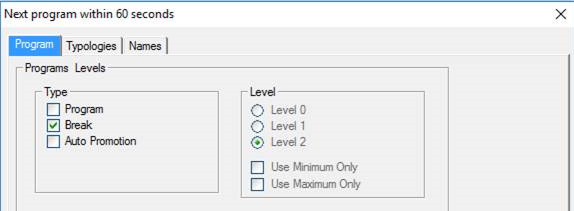 Next program within 60 seconds
Program Typologies Names
Programs Levels
Type
Program
Break
Auto Promotion
Level
Level 0
Level 1
Level 2
Use Minimum Only
Use Maximum Only